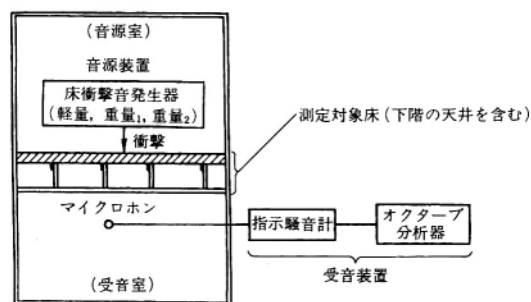 (音源室)
音源装置
床衝撃音発生器
(軽量,重量₁,重量₂)
衝撃
測定対象床(下階の天井を含む)
マイクロホン
指示騒音計
オクターブ
分析器
受音装置
(受音室)